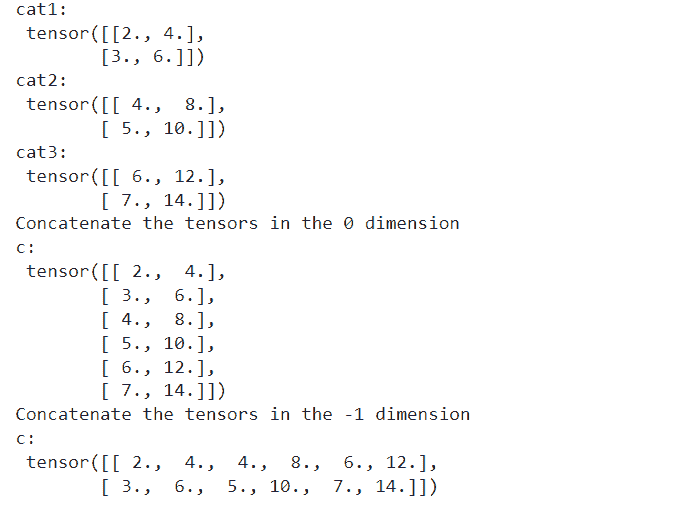 cat1:
 tensor([[2., 4.],
        [3., 6.]])
cat2:
 tensor([[ 4.,  8.],
        [ 5., 10.]])
cat3:
 tensor([[ 6., 12.],
        [ 7., 14.]])
Concatenate the tensors in the 0 dimension
c:
 tensor([[ 2.,  4.],
        [ 3.,  6.],
        [ 4.,  8.],
        [ 5., 10.],
        [ 6., 12.],
        [ 7., 14.]])
Concatenate the tensors in the -1 dimension
c:
 tensor([[ 2.,  4.,  4.,  8.,  6., 12.],
        [ 3.,  6.,  5., 10.,  7., 14.]])